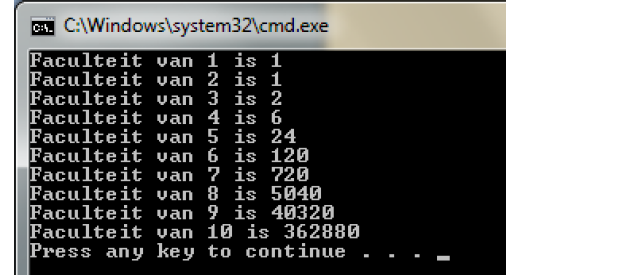 C:\Windows\system32\cmd.exe
Faculteit van 1 is 1
Faculteit van 2 is 1
Faculteit van 3 is 2
Faculteit van 4 is 6
Faculteit van 5 is 24
Faculteit van 6 is 120
Faculteit van 7 is 720
Faculteit van 8 is 5040
Faculteit van 9 is 40320
Faculteit van 10 is 362880
Press any key to continue . . . _